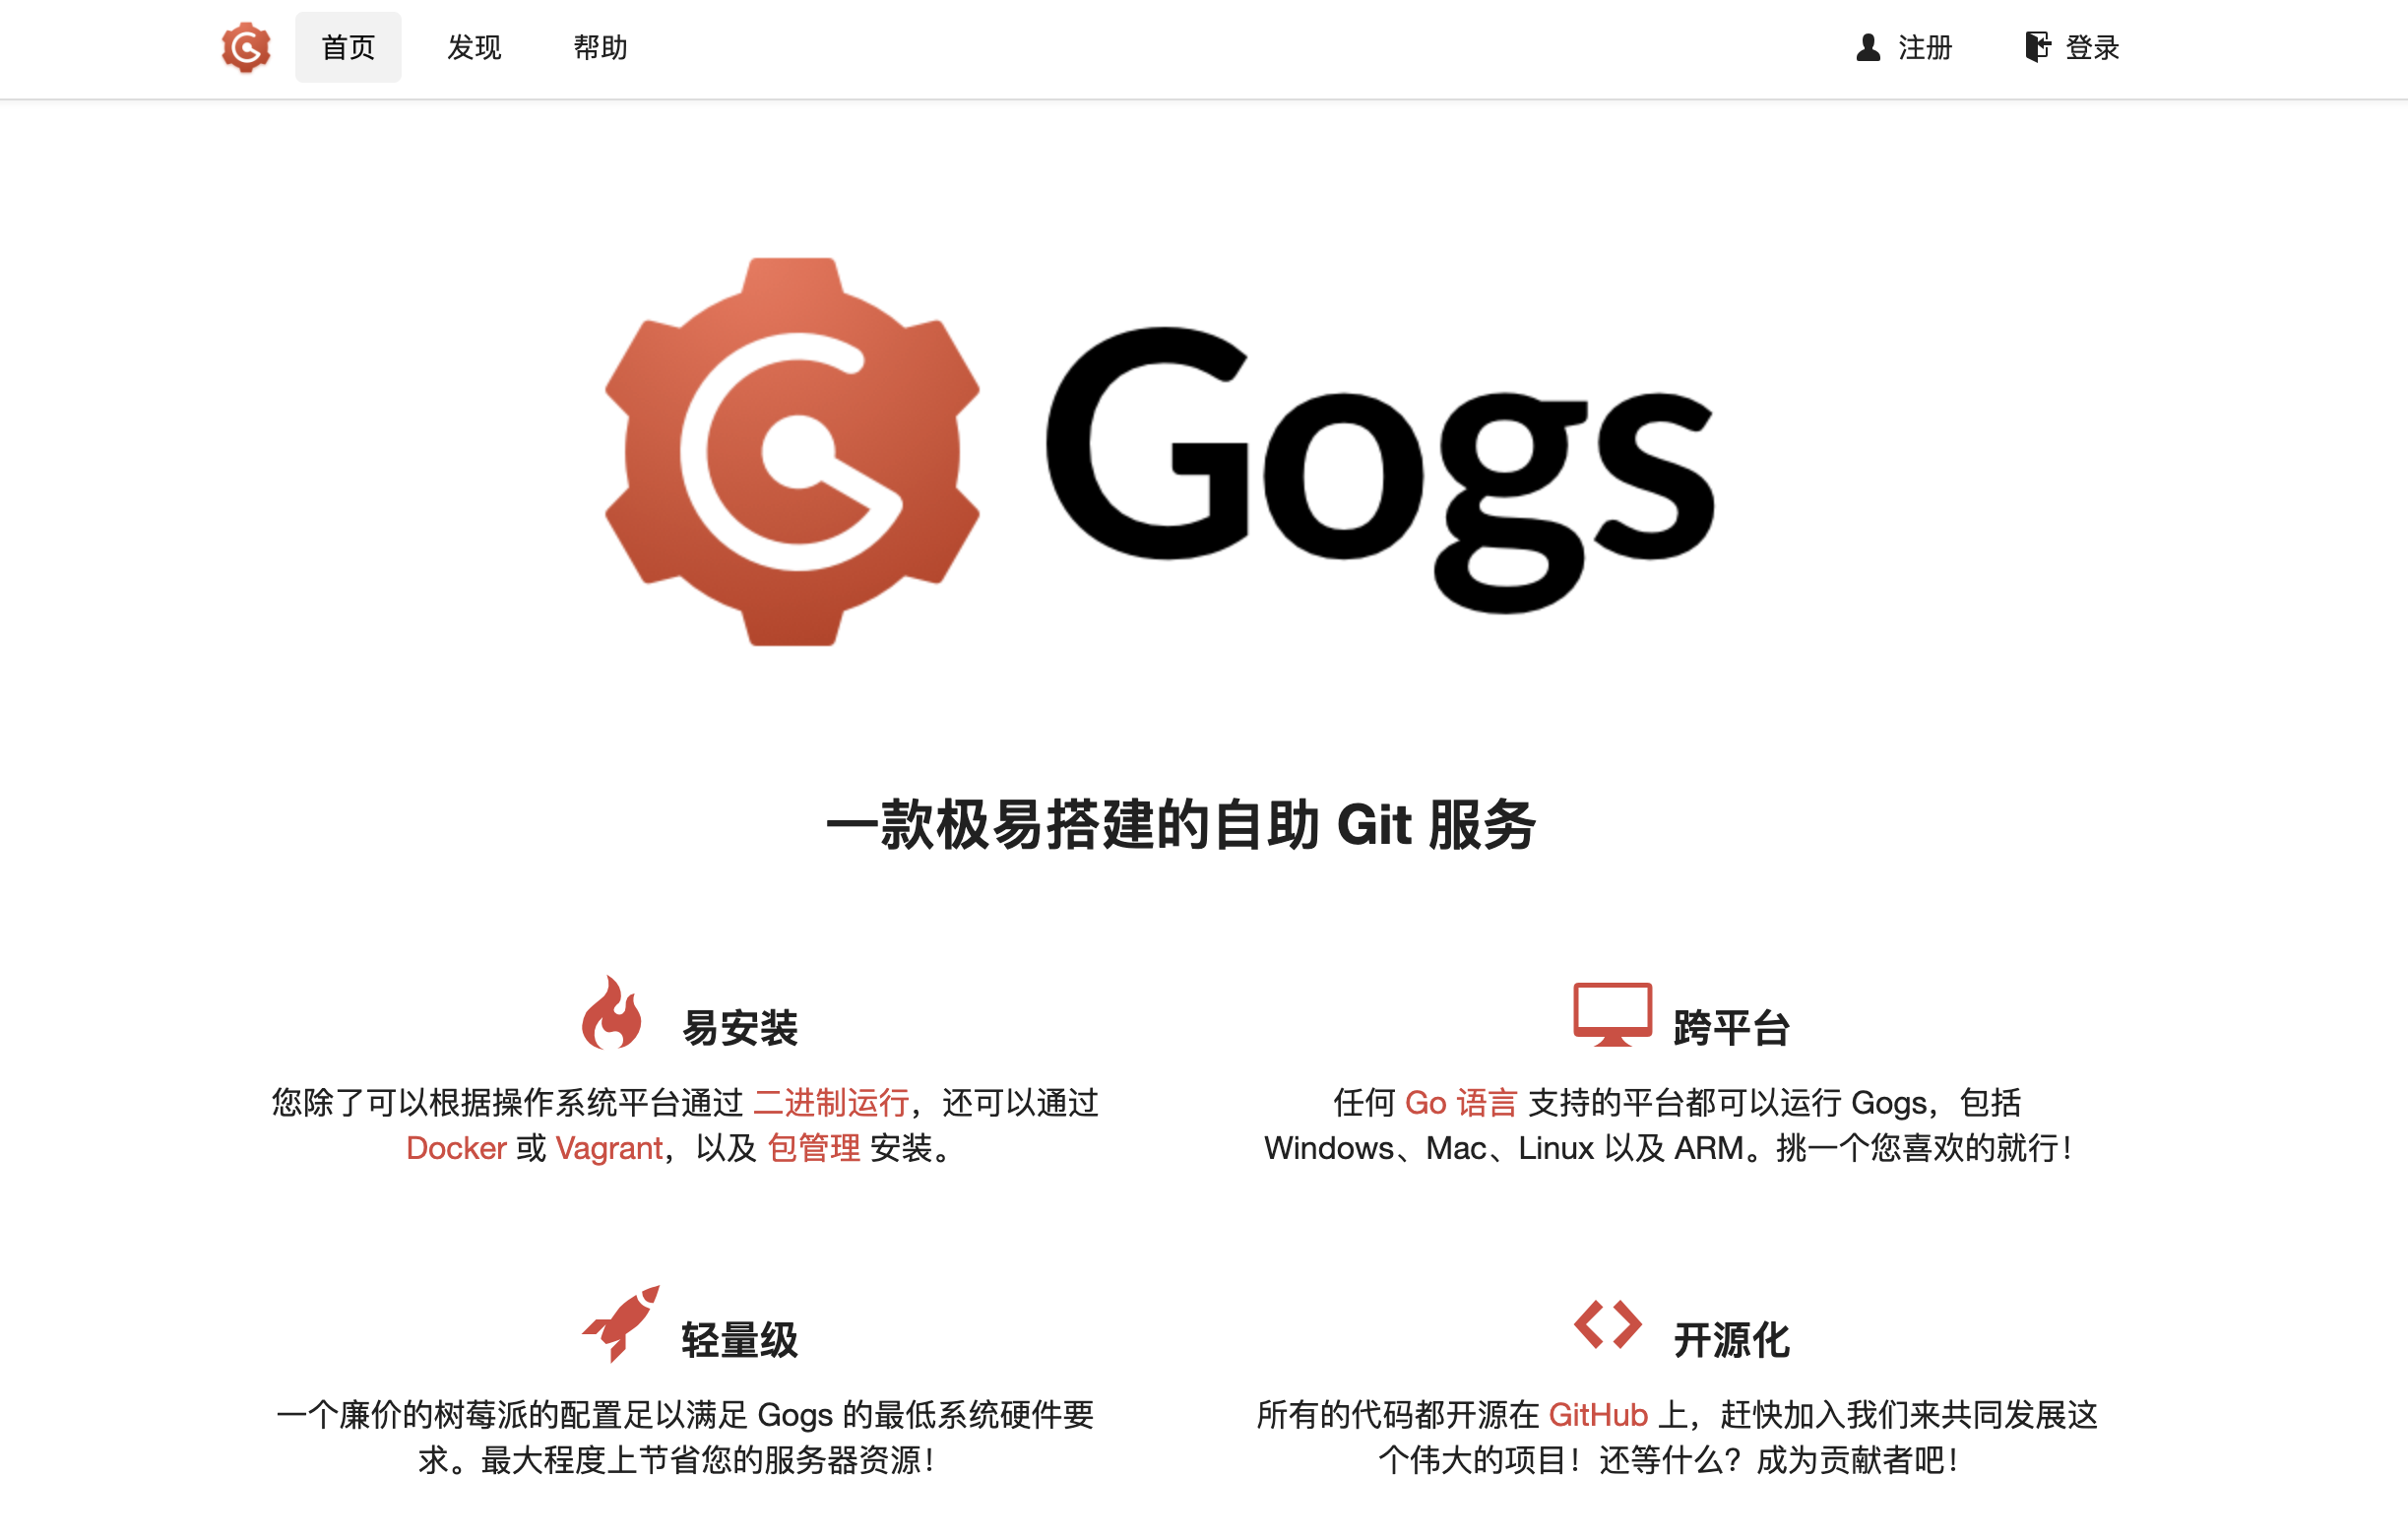 首页
发现
帮助
注册
登录
Gogs
一款极易搭建的自助 Git 服务
易安装
您除了可以根据操作系统平台通过 二进制运行，还可以通过
Docker 或 Vagrant，以及 包管理 安装。
跨平台
任何 Go 语言 支持的平台都可以运行 Gogs，包括
Windows、Mac、Linux 以及 ARM。挑一个您喜欢的就行！
轻量级
一个廉价的树莓派的配置足以满足 Gogs 的最低系统硬件要
求。最大程度上节省您的服务器资源！
开源化
所有的代码都开源在 GitHub 上，赶快加入我们来共同发展这
个伟大的项目！还等什么？成为贡献者吧！